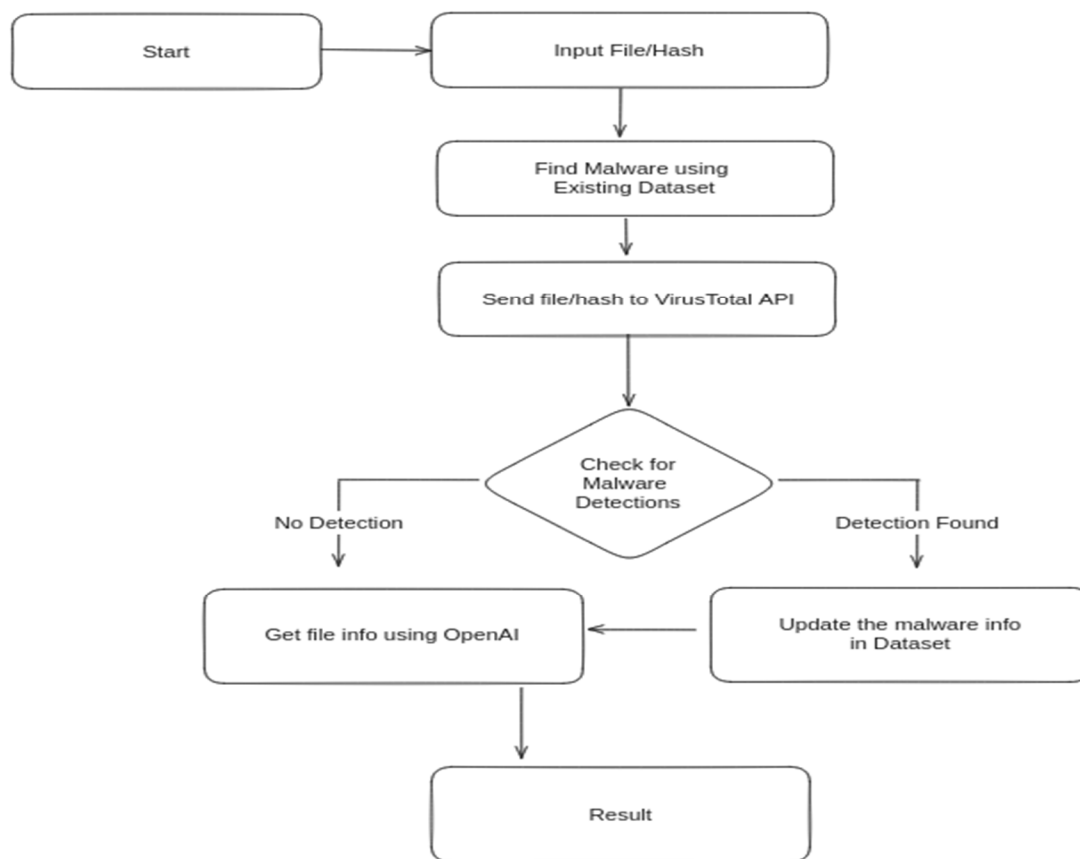 Start
Input File/Hash
Find Malware using
Existing Dataset
Send file/hash to VirusTotal API
Check for
Malware
Detections
No Detection
Detection Found
Get file info using OpenAI
Update the malware info
in Dataset
Result